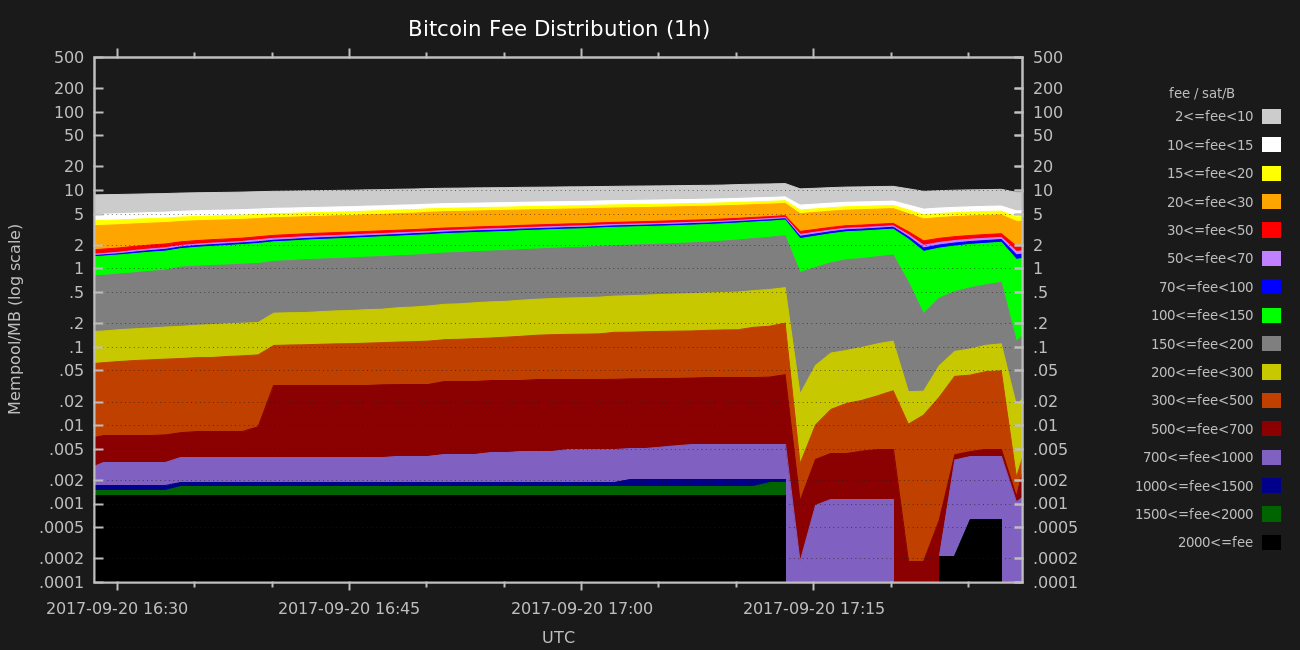 Bitcoin Fee Distribution (1h)
500
200
100
50
20
10
5
2
1
.5
.2
.1
.05
.02
.01
.005
.002
.001
.0005
.0002
.0001
Mempool/MB (log scale)
500
200
100
50
20
10
5
2
1
.5
.2
.1
.05
.02
.01
.005
.002
.001
.0005
.0002
.0001
2017-09-20 16:30 2017-09-20 16:45 2017-09-20 17:00 2017-09-20 17:15
UTC
fee / sat/B
2<=fee<10
10<=fee<15
15<=fee<20
20<=fee<30
30<=fee<50
50<=fee<70
70<=fee<100
100<=fee<150
150<=fee<200
200<=fee<300
300<=fee<500
500<=fee<700
700<=fee<1000
1000<=fee<1500
1500<=fee<2000
2000<=fee